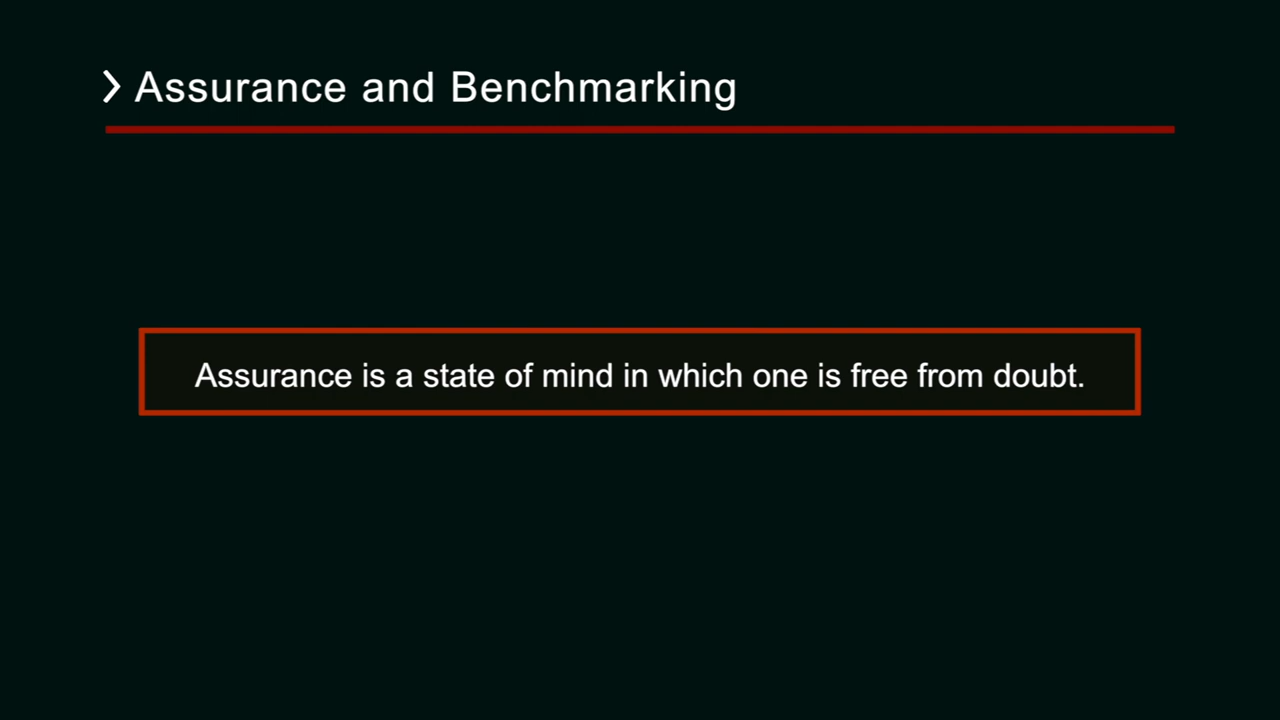 Assurance and Benchmarking
Assurance is a state of mind in which one is free from doubt.